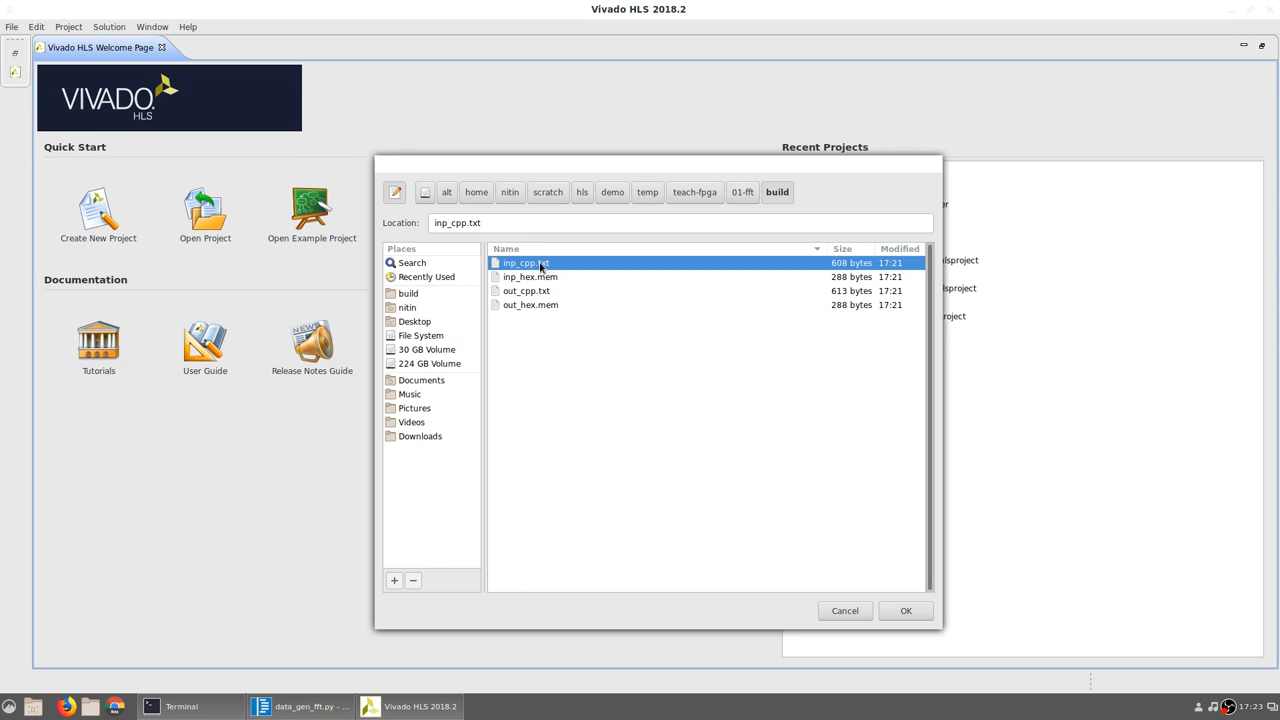 Vivado HLS 2018.2
File Edit Project Solution Window Help
Vivado HLS Welcome Page
VIVADO HLS
Quick Start
Recent Projects
Create New Project
Open Project
Open Example Project
Documentation
Tutorials
User Guide
Release Notes Guide
alt home nitin scratch hls demo temp teach-fpga 01-fft build
Location: inp_cpp.txt
Places
Search
Recently Used
build
nitin
Desktop
File System
30 GB Volume
224 GB Volume
Documents
Music
Pictures
Videos
Downloads
Name Size Modified
inp_cpp.txt 608 bytes 17:21
inp_hex.mem 288 bytes 17:21
out_cpp.txt 613 bytes 17:21
out_hex.mem 288 bytes 17:21
Cancel OK
er
lsproject
lsproject
roject
Terminal data_gen_fft.py - ... Vivado HLS 2018.2 17:23